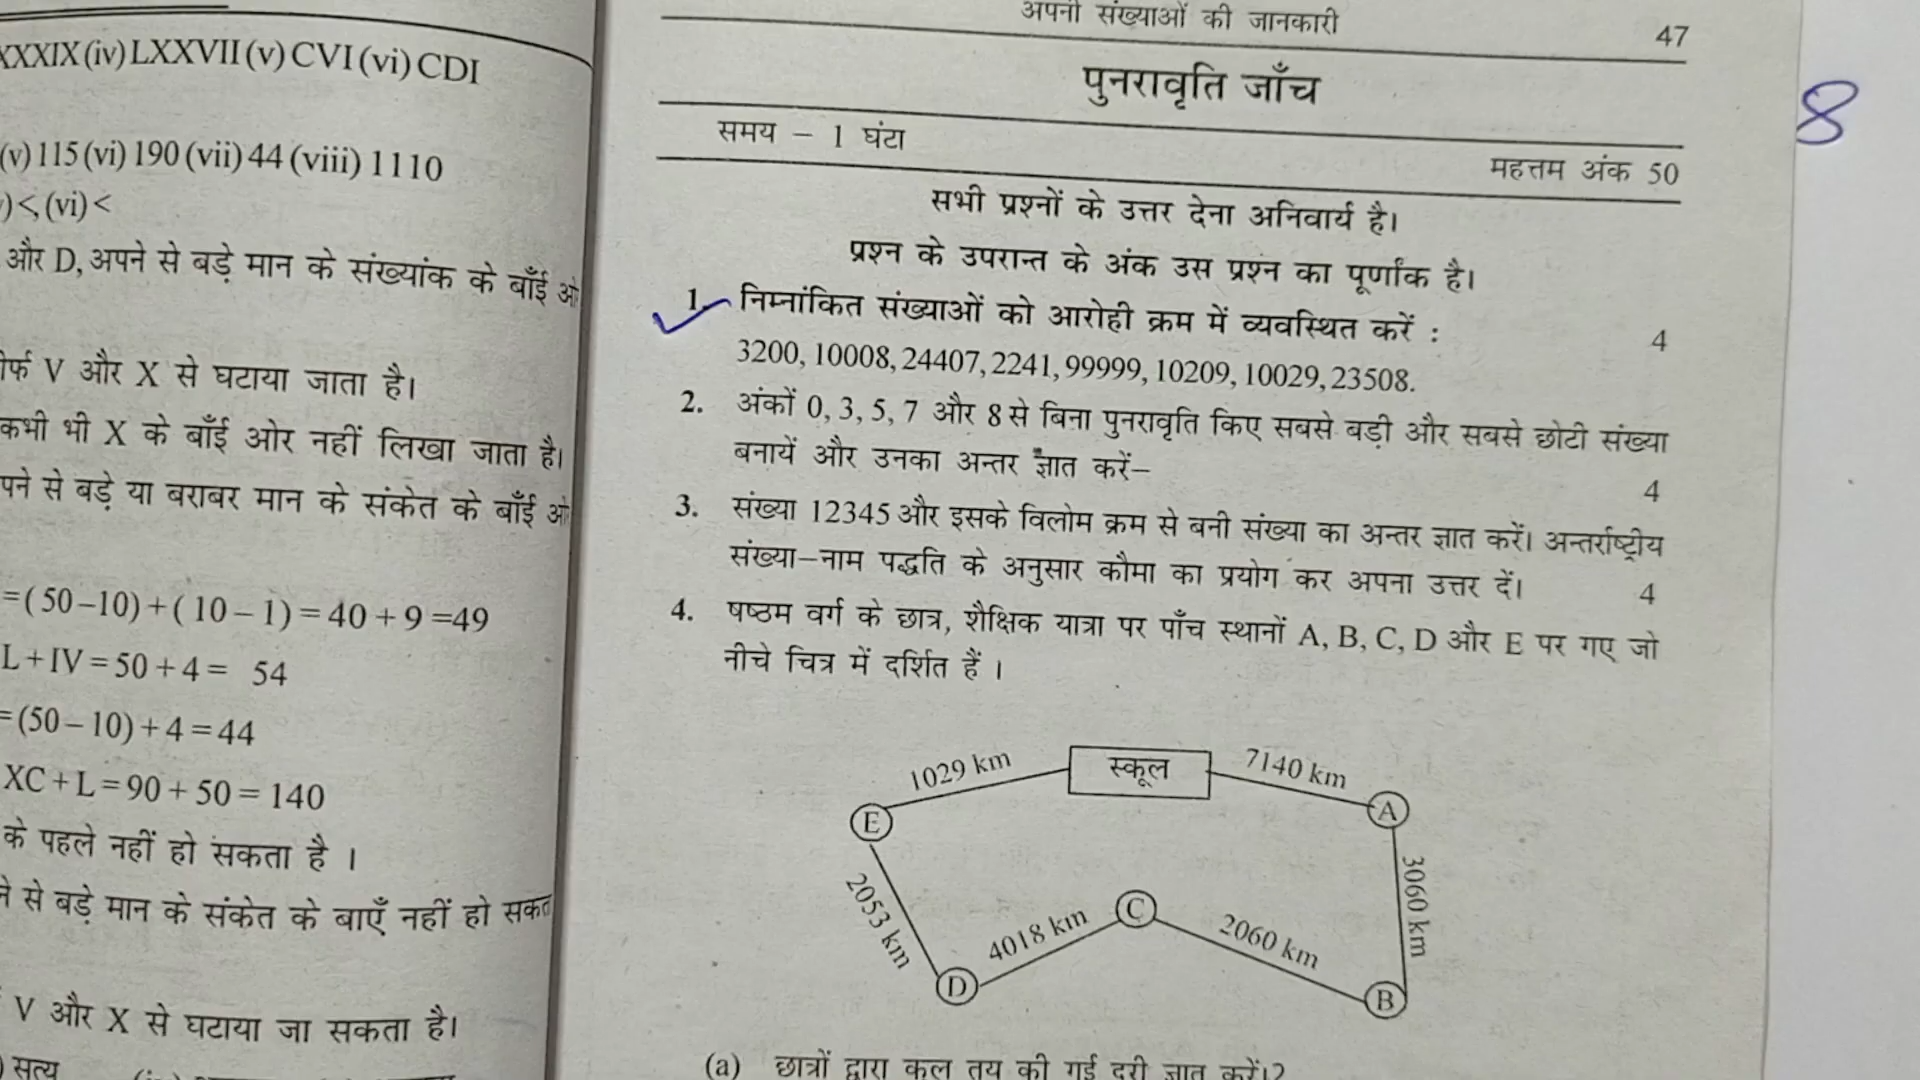 XXXIX (iv) LXXVII (v) CVI (vi) CDI
(v) 115 (vi) 190 (vii) 44 (viii) 1110
) <, (vi) <
और D, अपने से बड़े मान के संख्यांक के बाँई
V और X से घटाया जाता है।
कभी भी X के बाँई ओर नहीं लिखा जाता है।
पने से बड़े या बराबर मान के संकेत के बाँई
= ( 50 – 10) + ( 10 – 1) = 40 + 9 = 49
L + IV = 50 + 4 = 54
= (50 – 10) + 4 = 44
XC + L = 90 + 50 = 140
के पहले नहीं हो सकता है ।
ने से बड़े मान के संकेत के बाएँ नहीं हो सकत
V और X से घटाया जा सकता है।
) सत्य
अपनी संख्याओं की जानकारी 47
पुनरावृति जाँच
8
समय – 1 घंटा
महत्तम अंक 50
सभी प्रश्नों के उत्तर देना अनिवार्य है।
प्रश्न के उपरान्त के अंक उस प्रश्न का पूर्णांक है।
1. निम्नांकित संख्याओं को आरोही क्रम में व्यवस्थित करें : 4
3200, 10008, 24407, 2241, 99999, 10209, 10029, 23508.
2. अंकों 0, 3, 5, 7 और 8 से बिना पुनरावृति किए सबसे बड़ी और सबसे छोटी संख्या
बनायें और उनका अन्तर ज्ञात करें– 4
3. संख्या 12345 और इसके विलोम क्रम से बनी संख्या का अन्तर ज्ञात करें। अन्तर्राष्ट्रीय
संख्या–नाम पद्धति के अनुसार कौमा का प्रयोग कर अपना उत्तर दें। 4
4. षष्ठम वर्ग के छात्र, शैक्षिक यात्रा पर पाँच स्थानों A, B, C, D और E पर गए जो
नीचे चित्र में दर्शित हैं ।
1029 km स्कूल 7140 km
E A
2053 km 4018 km C 2060 km 3060 km
D B
(a) छात्रों द्वारा कुल तय की गई दूरी ज्ञात करें।?